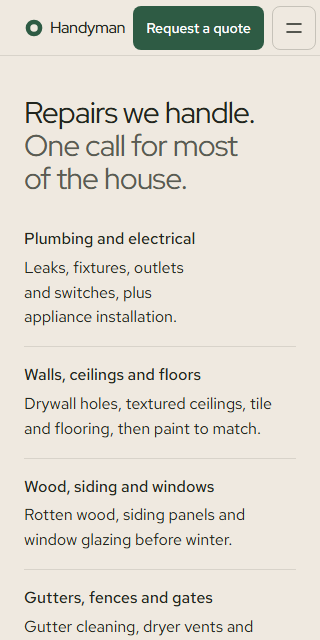 Handyman
Request a quote
Repairs we handle.
One call for most
of the house.
Plumbing and electrical
Leaks, fixtures, outlets
and switches, plus
appliance installation.
Walls, ceilings and floors
Drywall holes, textured ceilings, tile
and flooring, then paint to match.
Wood, siding and windows
Rotten wood, siding panels and
window glazing before winter.
Gutters, fences and gates
Gutter cleaning, dryer vents and